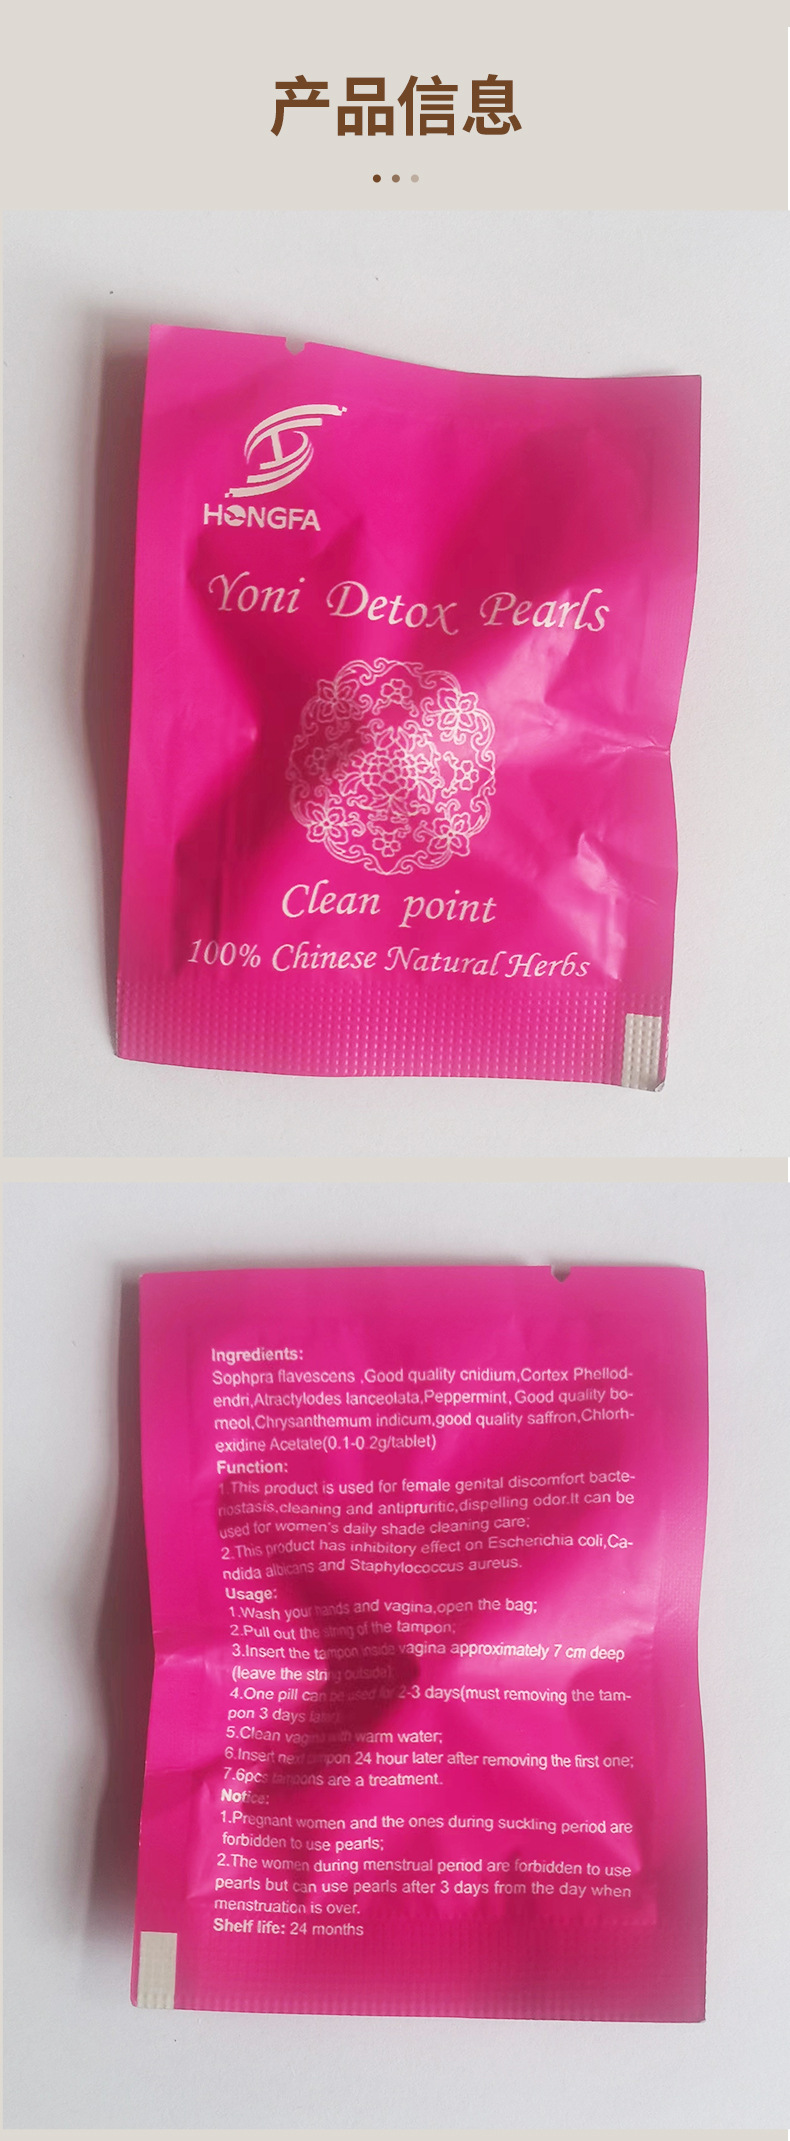 产品信息
HONGFA
Yoni Detox Pearls
Clean point
100% Chinese Natural Herbs
Ingredients:
Sophpra flavescens ,Good quality cnidium,Cortex Phellod-
endri,Atractylodes lanceolata,Peppermint, Good quality bo-
meol,Chrysanthemum indicum,good quality saffron,Chlorh-
exidine Acetate(0.1-0.2g/tablet)
Function:
1.This product is used for female genital discomfort bacte-
riostasis,cleaning and antipruritic,dispelling odor.It can be
used for women's daily shade cleaning care;
2.This product has inhibitory effect on Escherichia coli,Ca-
ndida albicans and Staphylococcus aureus.
Usage:
1.Wash your hands and vagina,open the bag;
2.Pull out the string of the tampon;
3.Insert the tampon inside vagina approximately 7 cm deep
(leave the string outside);
4.One pill can be used for 2-3 days(must removing the tam-
pon 3 days later)
5.Clean vagina with warm water;
6.Insert next tampon 24 hour later after removing the first one;
7.6pcs tampons are a treatment.
Notice:
1.Pregnant women and the ones during suckling period are
forbidden to use pearls;
2.The women during menstrual period are forbidden to use
pearls but can use pearls after 3 days from the day when
menstruation is over.
Shelf life: 24 months